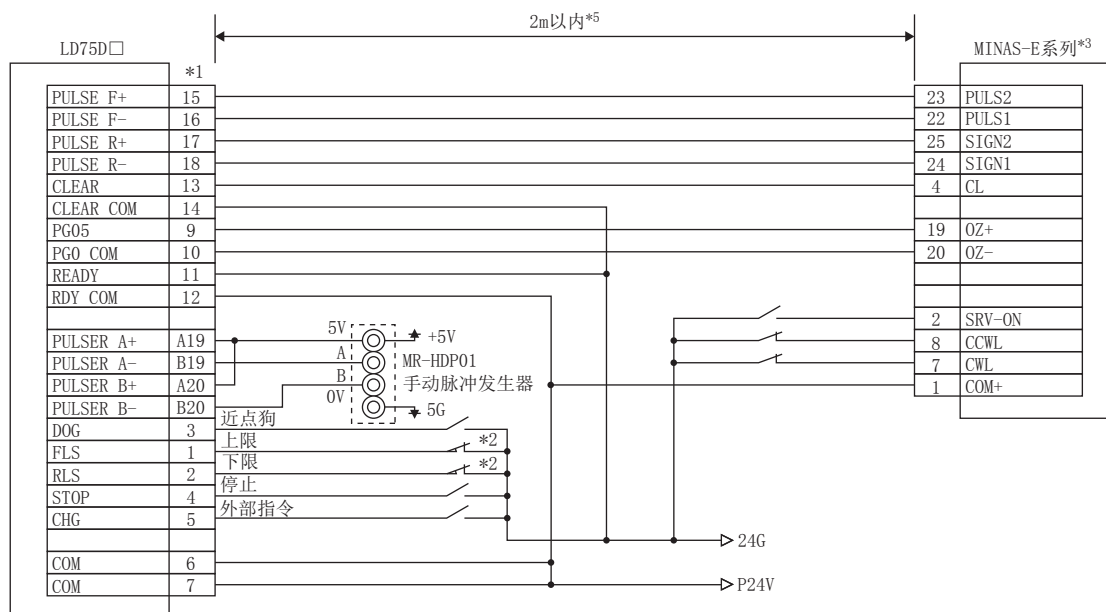 2m以内*5
LD75D□
MINAS-E系列*3
*1
PULSE F+ 15
23 PULS2
PULSE F- 16
22 PULS1
PULSE R+ 17
25 SIGN2
PULSE R- 18
24 SIGN1
CLEAR 13
4 CL
CLEAR COM 14
PG05 9
19 OZ+
PG0 COM 10
20 OZ-
READY 11
RDY COM 12
2 SRV-ON
PULSER A+ A19
5V
+5V
8 CCWL
PULSER A- B19
A
MR-HDP01
7 CWL
PULSER B+ A20
B
手动脉冲发生器
1 COM+
PULSER B- B20
0V
5G
DOG 3
近点狗
FLS 1
上限
*2
RLS 2
下限
*2
STOP 4
停止
CHG 5
外部指令
24G
COM 6
COM 7
P24V